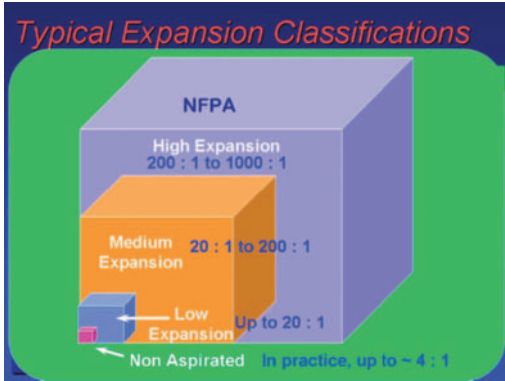 Typical Expansion Classifications
NFPA
High Expansion
200 : 1 to 1000 : 1
Medium
Expansion
20 : 1 to 200 : 1
Low
Expansion
Up to 20 : 1
Non Aspirated
In practice, up to ~ 4 : 1